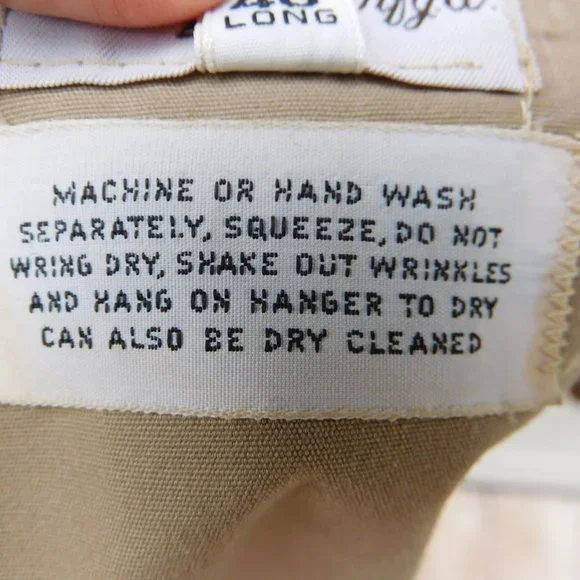 LONG
MACHINE OR HAND WASH
SEPARATELY, SQUEEZE, DO NOT
WRING DRY, SHAKE OUT WRINKLES
AND HANG ON HANGER TO DRY
CAN ALSO BE DRY CLEANED